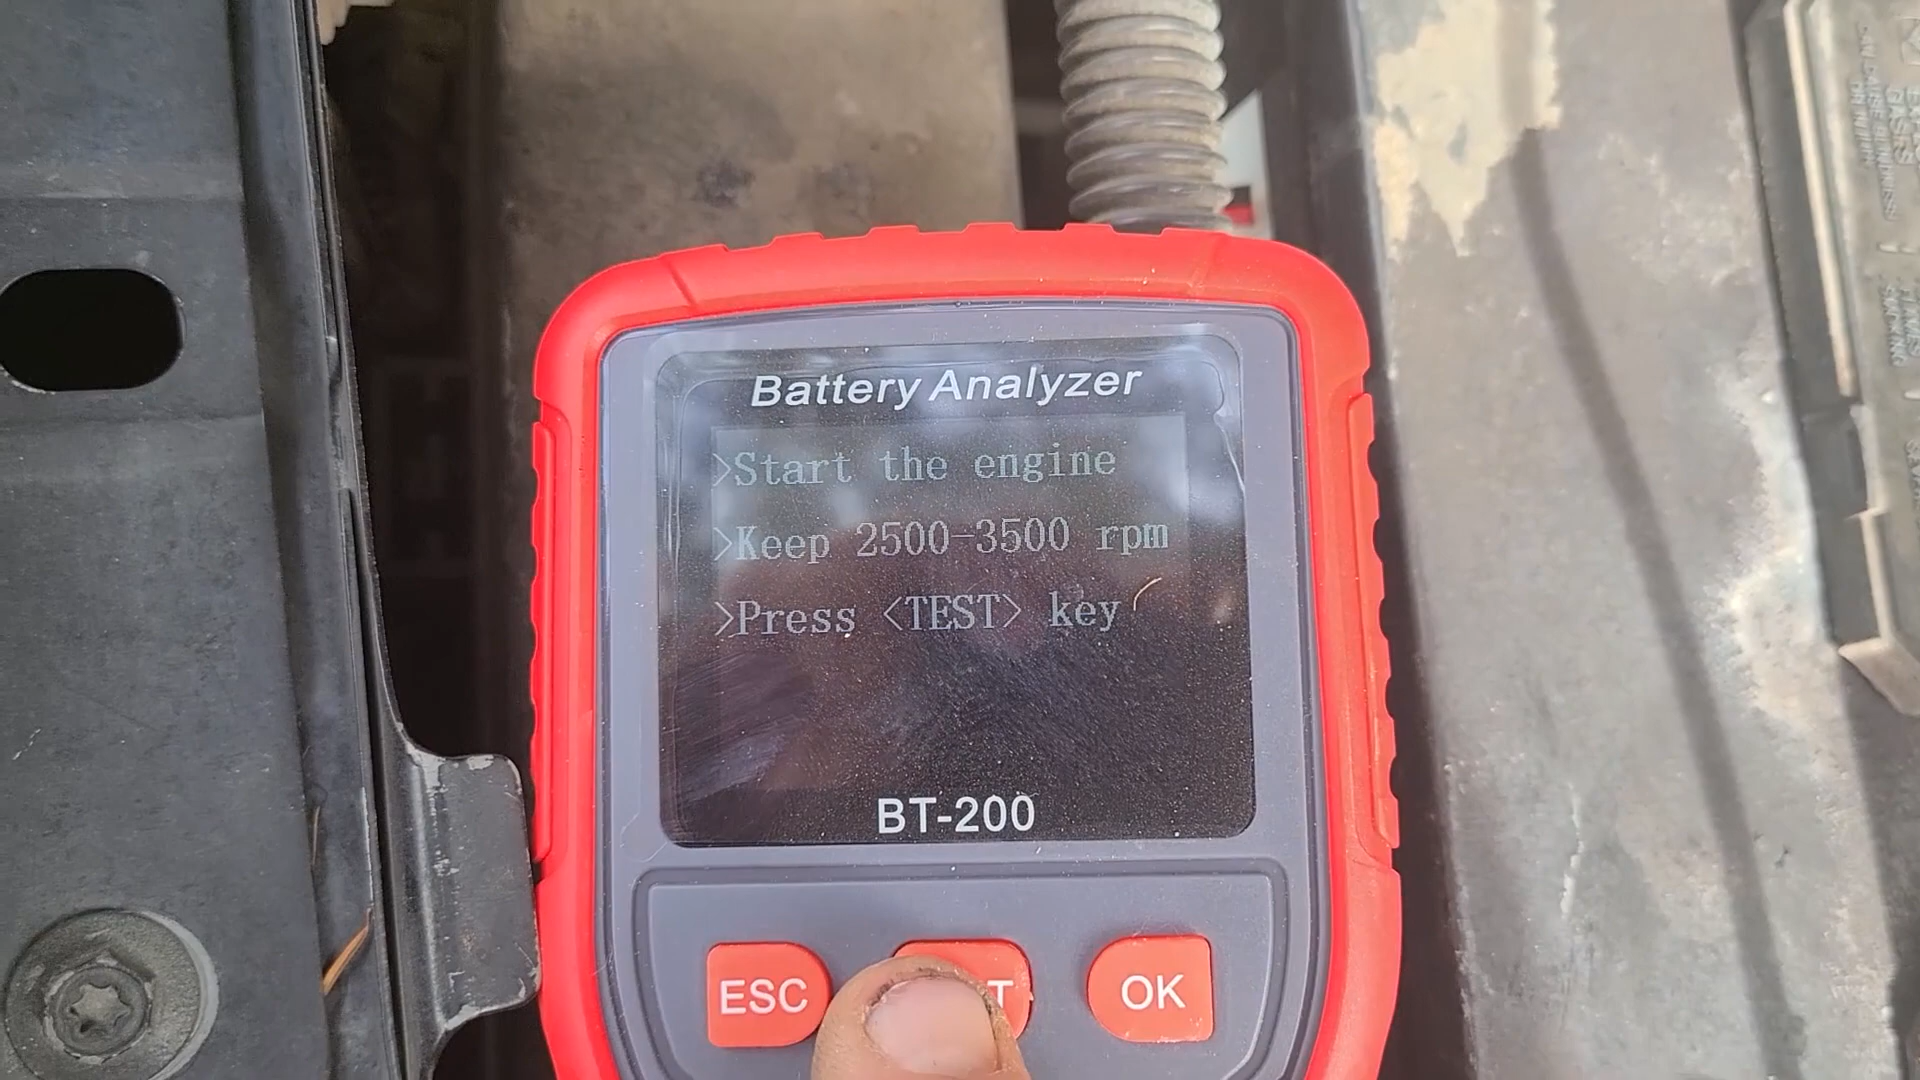 Battery Analyzer
>Start the engine
>Keep 2500-3500 rpm
>Press <TEST> key
BT-200
ESC
OK